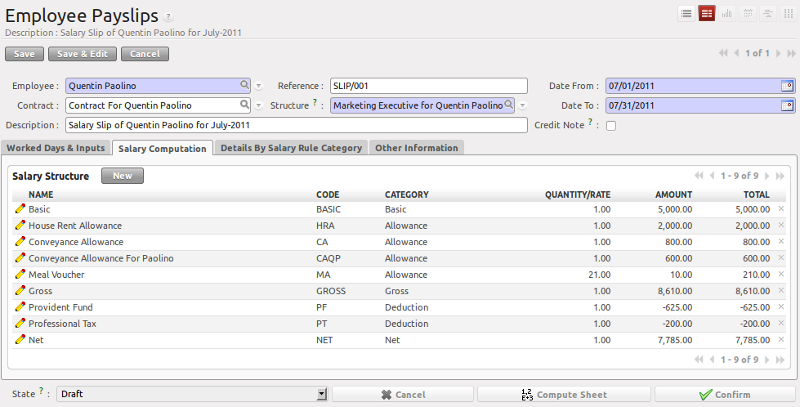 Employee Payslips ?
Description : Salary Slip of Quentin Paolino for July-2011
Save Save & Edit Cancel 1 of 1
Employee : Quentin Paolino Reference : SLIP/001 Date From : 07/01/2011
Contract : Contract For Quentin Paolino Structure ? : Marketing Executive for Quentin Paolino Date To : 07/31/2011
Description : Salary Slip of Quentin Paolino for July-2011 Credit Note ? :
Worked Days & Inputs Salary Computation Details By Salary Rule Category Other Information
Salary Structure New 1 - 9 of 9
NAME CODE CATEGORY QUANTITY/RATE AMOUNT TOTAL
Basic BASIC Basic 1.00 5,000.00 5,000.00
House Rent Allowance HRA Allowance 1.00 2,000.00 2,000.00
Conveyance Allowance CA Allowance 1.00 800.00 800.00
Conveyance Allowance For Paolino CAQP Allowance 1.00 600.00 600.00
Meal Voucher MA Allowance 21.00 10.00 210.00
Gross GROSS Gross 1.00 8,610.00 8,610.00
Provident Fund PF Deduction 1.00 -625.00 -625.00
Professional Tax PT Deduction 1.00 -200.00 -200.00
Net NET Net 1.00 7,785.00 7,785.00
1 - 9 of 9
State ? : Draft Cancel Compute Sheet Confirm